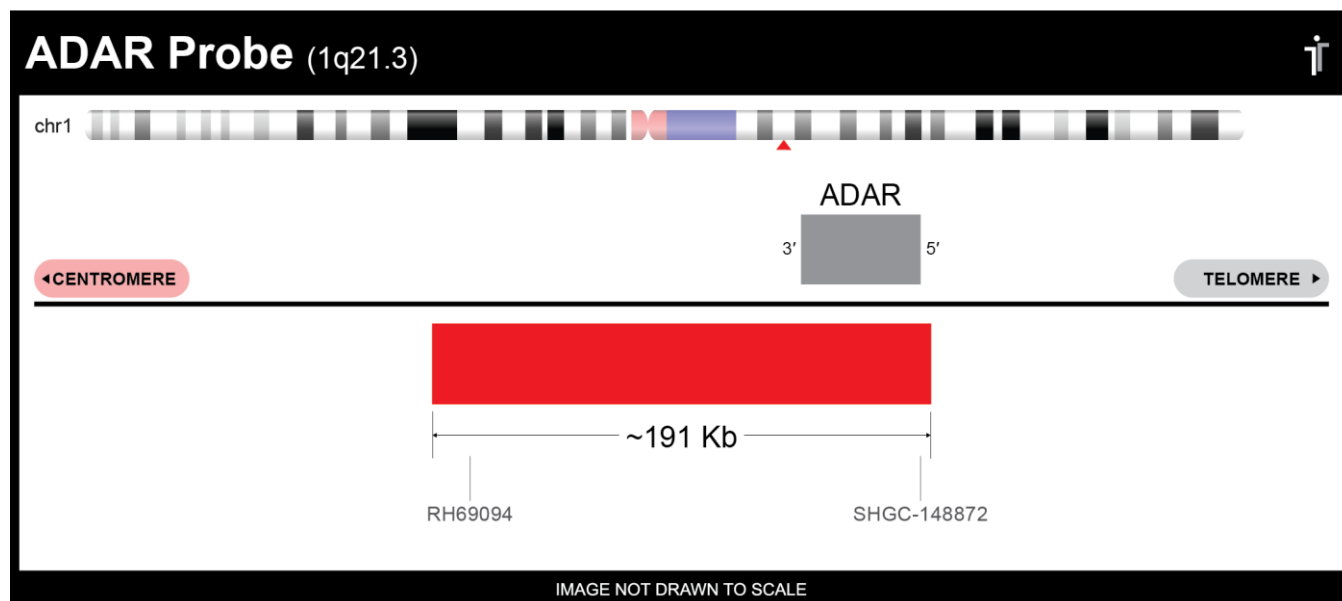 ADAR Probe (1q21.3)
chr1
ADAR
3′ 5′
◂CENTROMERE TELOMERE ▸
~191 Kb
RH69094 SHGC-148872
IMAGE NOT DRAWN TO SCALE